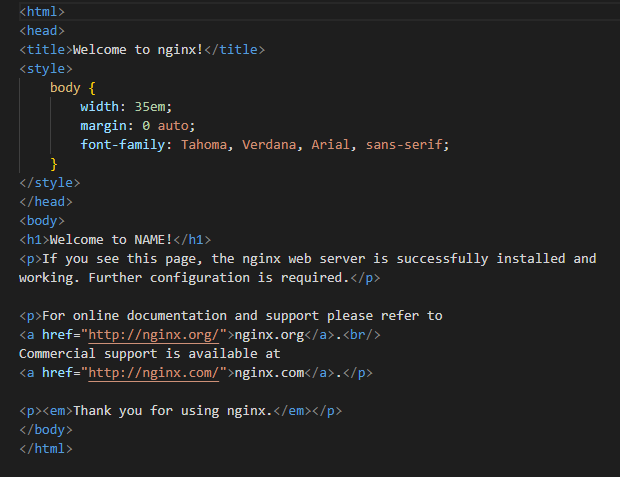 <html>
<head>
<title>Welcome to nginx!</title>
<style>
    body {
        width: 35em;
        margin: 0 auto;
        font-family: Tahoma, Verdana, Arial, sans-serif;
    }
</style>
</head>
<body>
<h1>Welcome to NAME!</h1>
<p>If you see this page, the nginx web server is successfully installed and
working. Further configuration is required.</p>

<p>For online documentation and support please refer to
<a href="http://nginx.org/">nginx.org</a>.<br/>
Commercial support is available at
<a href="http://nginx.com/">nginx.com</a>.</p>

<p><em>Thank you for using nginx.</em></p>
</body>
</html>